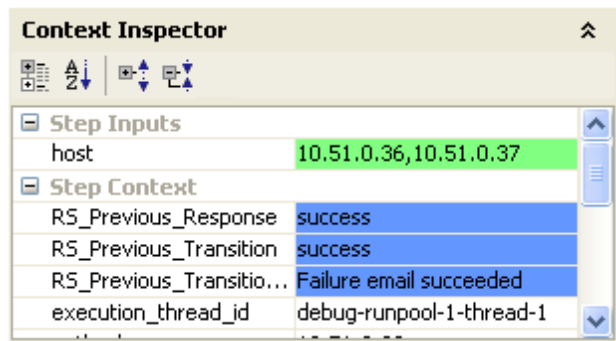 Context Inspector
Step Inputs
host 10.51.0.36,10.51.0.37
Step Context
RS_Previous_Response success
RS_Previous_Transition success
RS_Previous_Transitio... Failure email succeeded
execution_thread_id debug-runpool-1-thread-1